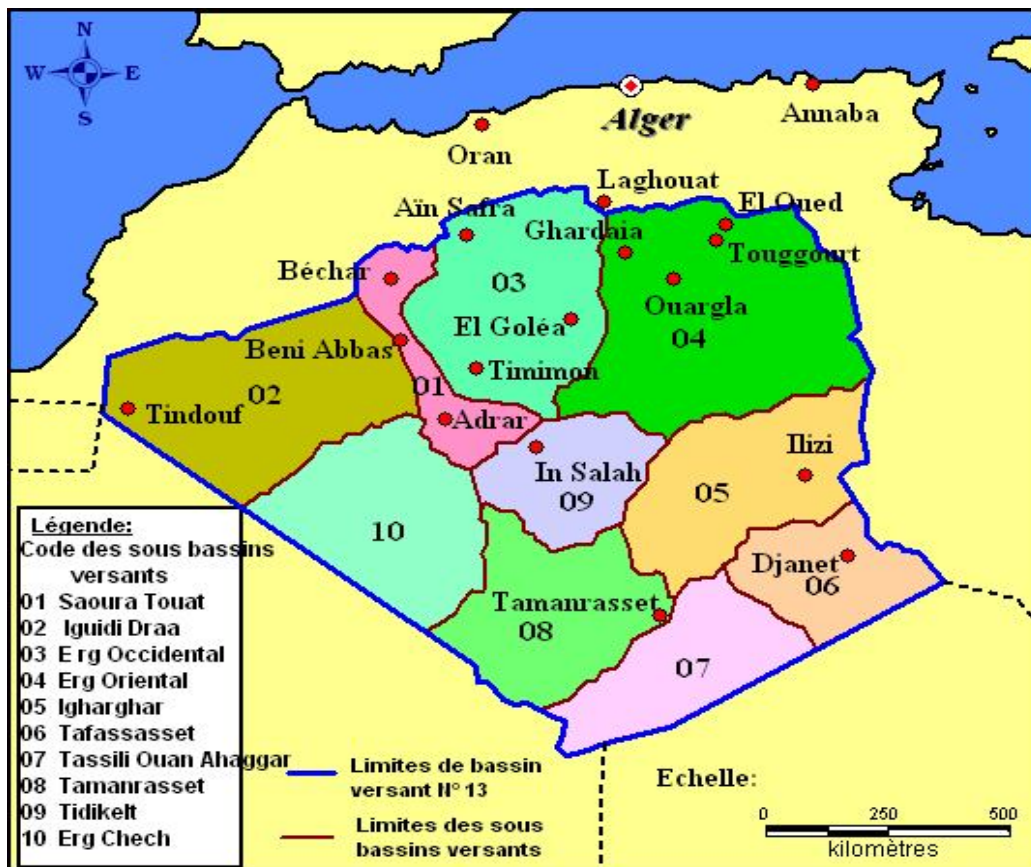 N
W E
S
Alger
Annaba
Oran
Laghouat
Aïn Safra
El Oued
Ghardaia
Touggourt
Béchar
03
Ouargla
El Goléa
04
Beni Abbas
Timimon
01
02
Tindouf
Adrar
In Salah
Ilizi
09
05
10
Djanet
06
Tamanrasset
08
07
Légende:
Code des sous bassins
versants
01 Saoura Touat
02 Iguidi Draa
03 E rg Occidental
04 Erg Oriental
05 Igharghar
06 Tafassasset
07 Tassili Ouan Ahaggar
08 Tamanrasset
09 Tidikelt
10 Erg Chech
Limites de bassin
versant N° 13
Limites des sous
bassins versants
Echelle:
0 250 500
kilomètres